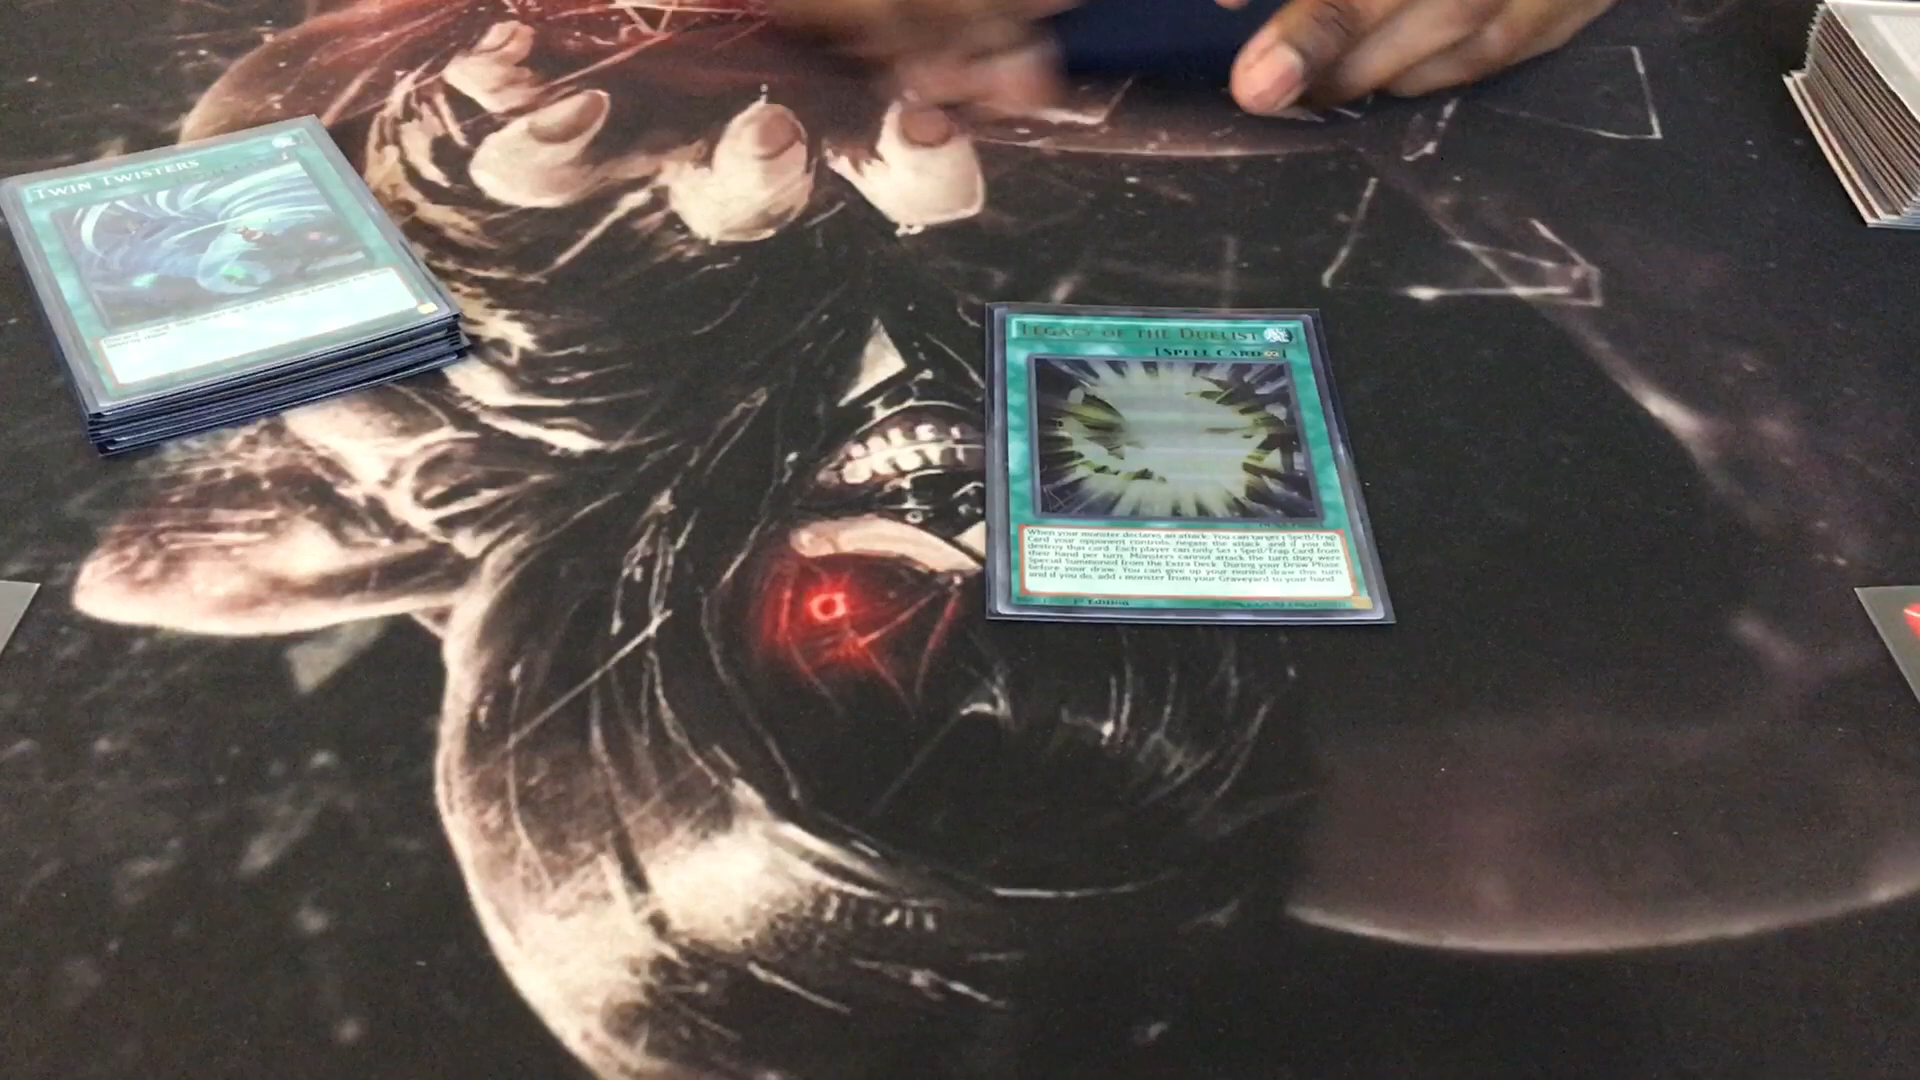 TWIN TWISTERS
LEGACY OF THE DUELIST
[SPELL CARD ∞]
When your monster declares an attack: You can target 1 Spell/Trap
Card your opponent controls; negate the attack, and if you do,
destroy that card. Each player can only Set 1 Spell/Trap Card from
their hand per turn. Monsters cannot attack the turn they were
Special Summoned from the Extra Deck. During your Draw Phase,
before your draw: You can give up your normal draw this turn,
and if you do, add 1 monster from your Graveyard to your hand.
1st Edition